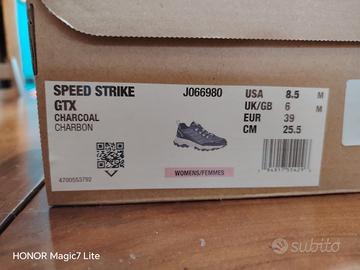 SPEED STRIKE
GTX
CHARCOAL
CHARBON
J066980
USA 8.5 M
UK/GB 6 M
EUR 39
CM 25.5
4700553792
WOMENS/FEMMES
subito
HONOR Magic7 Lite